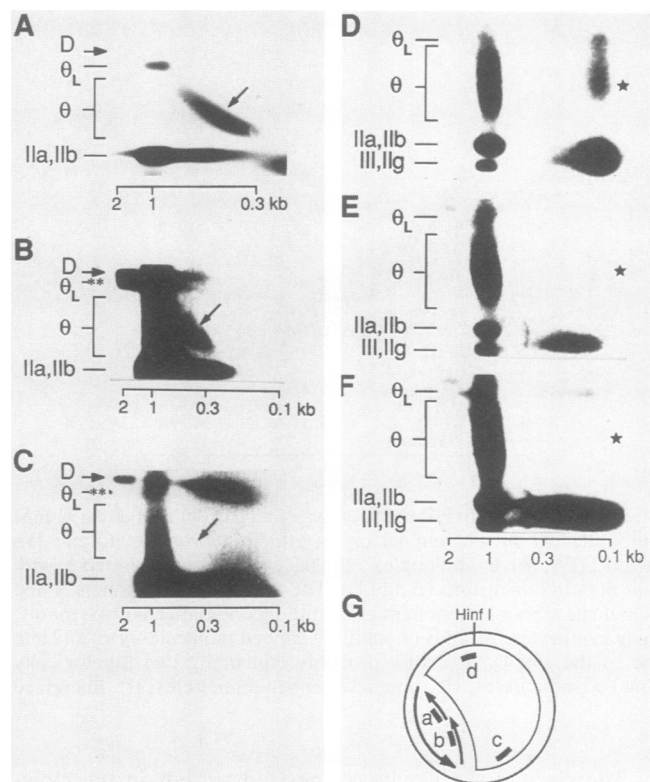 A
D
θL
θ
IIa,IIb
2 1 0.3 kb
B
D
θL **
θ
IIa,IIb
2 1 0.3 0.1 kb
C
D
θL **
θ
IIa,IIb
2 1 0.3 0.1 kb
D
θL
θ
★
IIa,IIb
III,IIg
E
θL
θ
★
IIa,IIb
III,IIg
F
θL
θ
★
IIa,IIb
III,IIg
2 1 0.3 0.1 kb
G
Hinf I
d
a
b
c